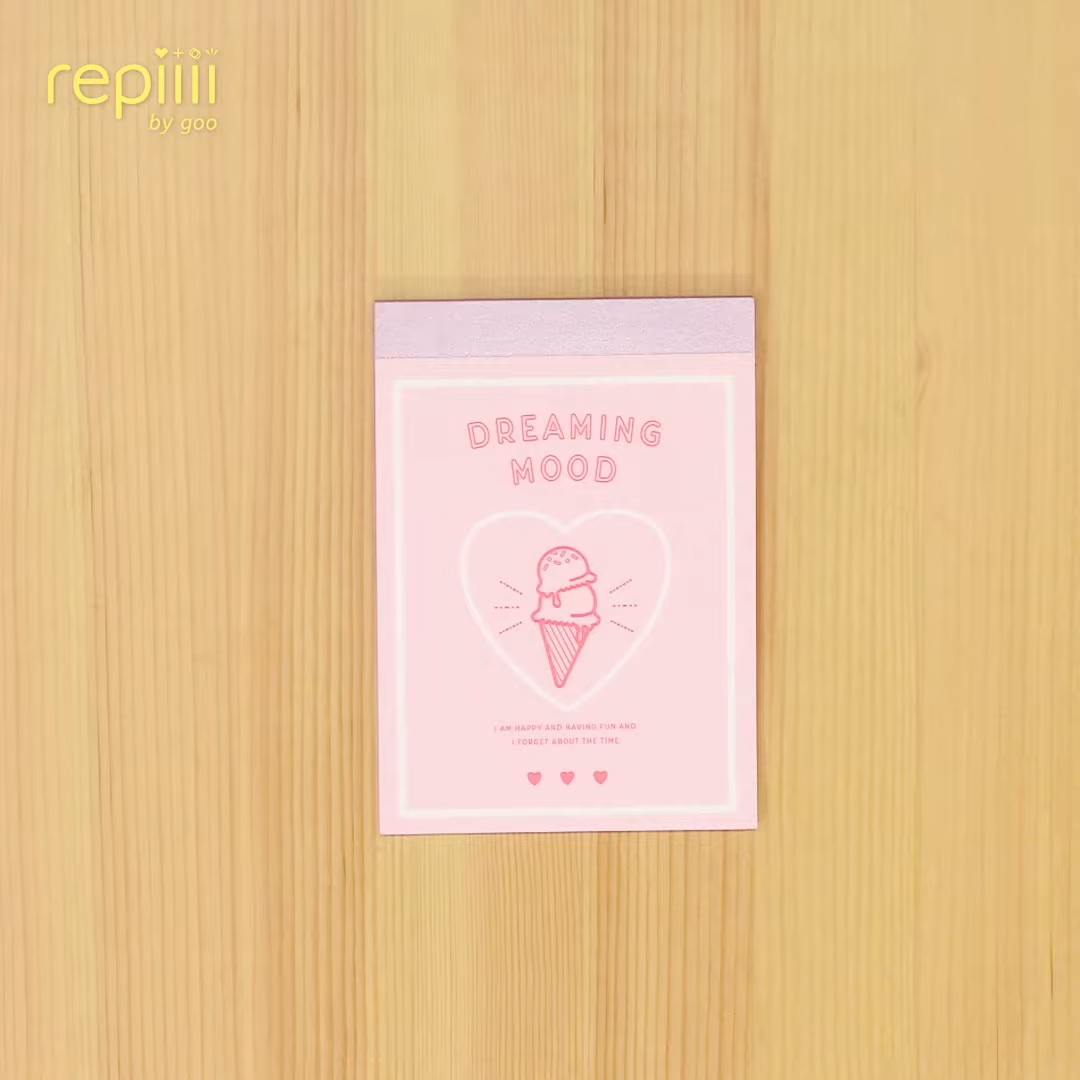 repiiii
by goo
DREAMING
MOOD
I AM HAPPY AND HAVING FUN AND
I FORGET ABOUT THE TIME